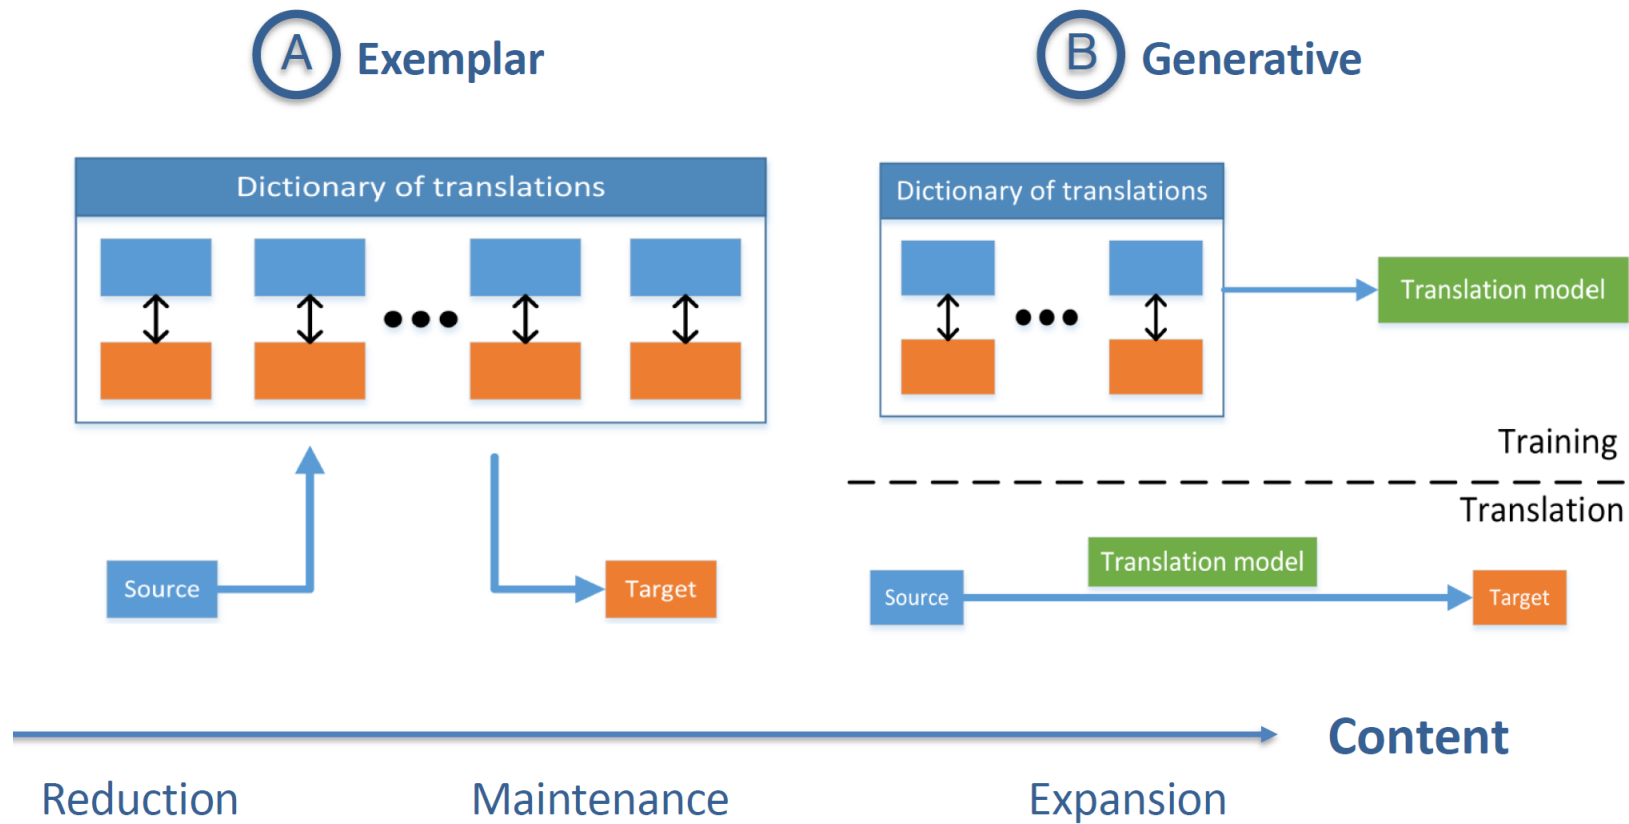 A Exemplar
Dictionary of translations
Source
Target
B Generative
Dictionary of translations
Translation model
Training
Translation
Translation model
Source
Target
Content
Reduction
Maintenance
Expansion